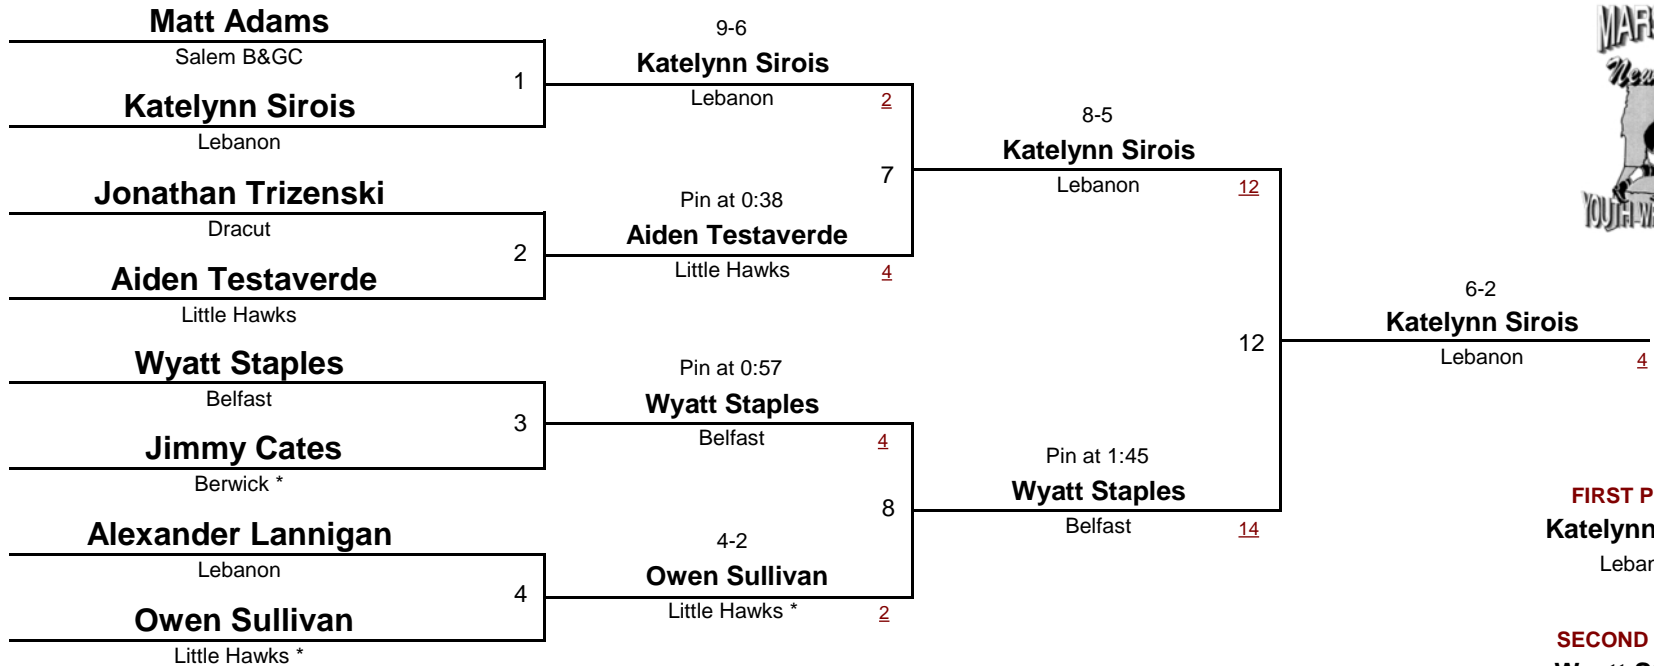 Matt Adams
Salem B&GC
1
Katelynn Sirois
Lebanon
Jonathan Trizenski
Dracut
2
Aiden Testaverde
Little Hawks
Wyatt Staples
Belfast
3
Jimmy Cates
Berwick *
Alexander Lannigan
Lebanon
4
Owen Sullivan
Little Hawks *
9-6
Katelynn Sirois
Lebanon 2
7
Pin at 0:38
Aiden Testaverde
Little Hawks 4
Pin at 0:57
Wyatt Staples
Belfast 4
8
4-2
Owen Sullivan
Little Hawks * 2
8-5
Katelynn Sirois
Lebanon 12
12
Pin at 1:45
Wyatt Staples
Belfast 14
6-2
Katelynn Sirois
Lebanon 4
FIRST P
Katelynn
Leban
SECOND